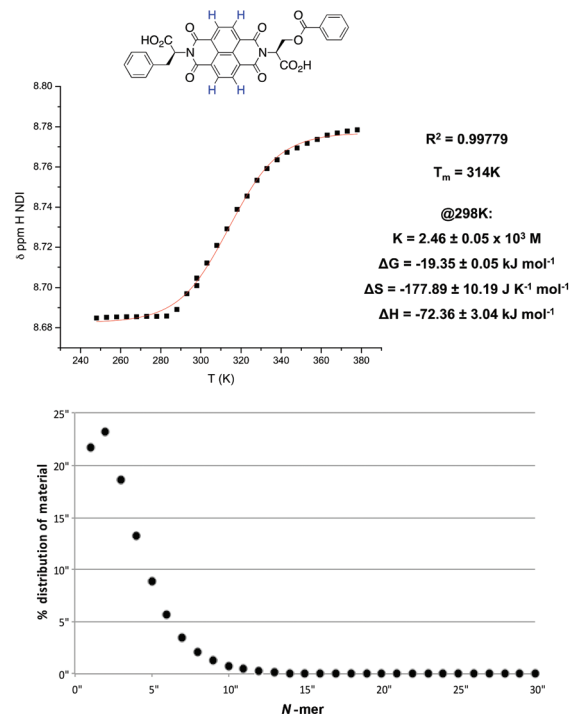 H H
O
HO₂C O O O
N N
O O CO₂H
H H
8.80
8.78
8.76
8.74
8.72
8.70
8.68
δ ppm H NDI
240 260 280 300 320 340 360 380
T (K)
R² = 0.99779
Tₘ = 314K
@298K:
K = 2.46 ± 0.05 x 10³ M
ΔG = -19.35 ± 0.05 kJ mol⁻¹
ΔS = -177.89 ± 10.19 J K⁻¹ mol⁻¹
ΔH = -72.36 ± 3.04 kJ mol⁻¹
25"
20"
15"
10"
5"
0"
% distribution of material
0" 5" 10" 15" 20" 25" 30"
N-mer